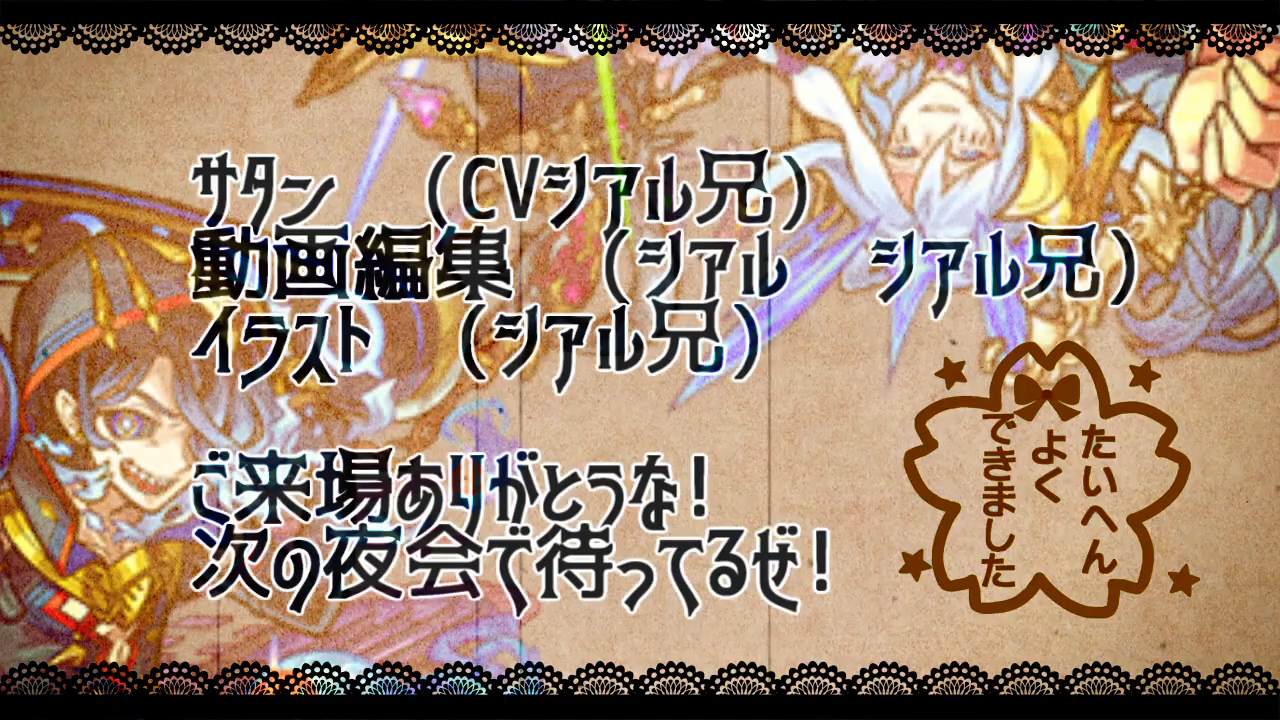 サタン　(CVシアル兄)
動画編集　(シアル　シアル兄)
イラスト　(シアル兄)
ご来場ありがとうな!
次の夜会で待ってるぜ!
たいへん
よく
できました